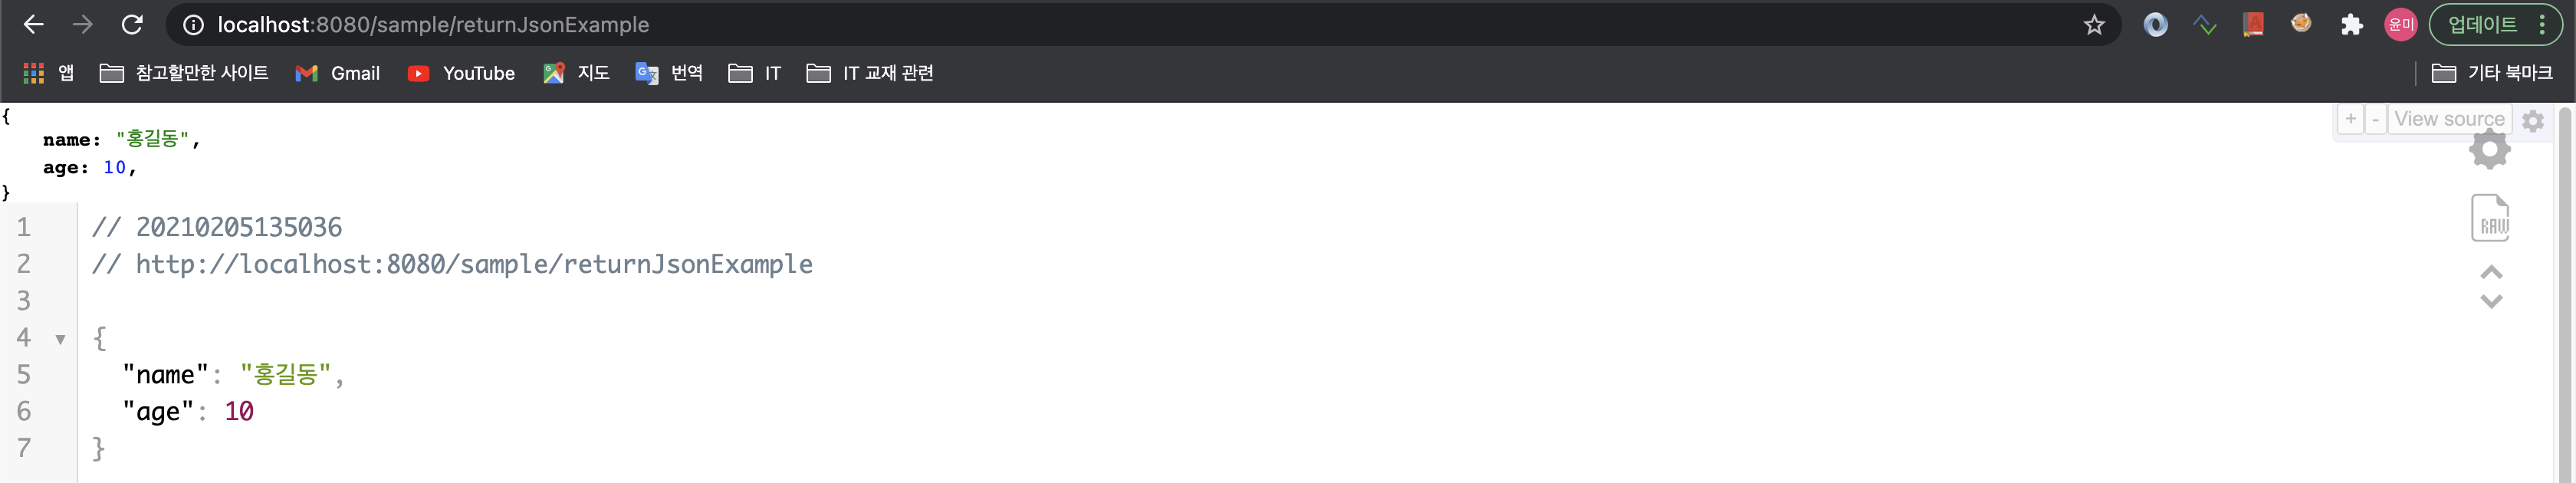 localhost:8080/sample/returnJsonExample
윤미
업데이트
앱 참고할만한 사이트 Gmail YouTube 지도 번역 IT IT 교재 관련 기타 북마크
{
name: "홍길동",
age: 10,
}
+ - View source
RAW
1 // 20210205135036
2 // http://localhost:8080/sample/returnJsonExample
3
4 {
5 "name": "홍길동",
6 "age": 10
7 }